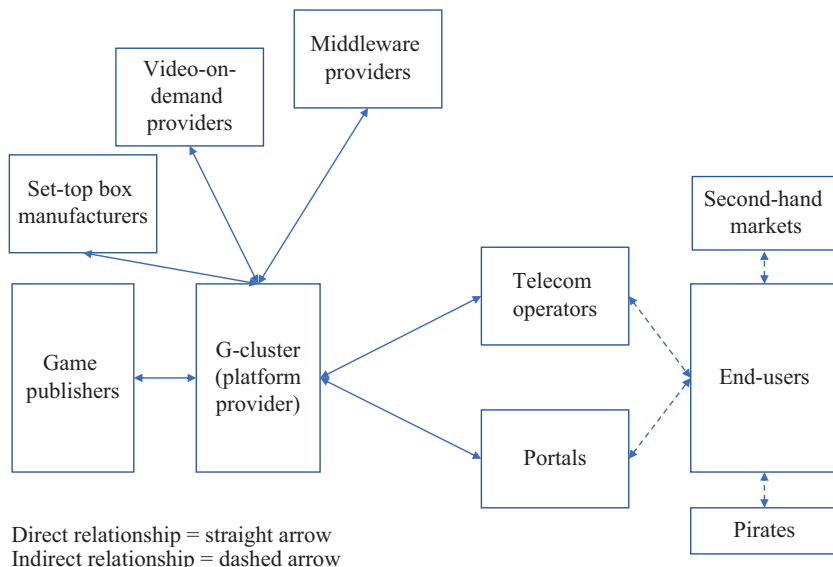 Middleware
providers
Video-on-
demand
providers
Set-top box
manufacturers
Second-hand
markets
Telecom
operators
Game
publishers
G-cluster
(platform
provider)
End-users
Portals
Pirates
Direct relationship = straight arrow
Indirect relationship = dashed arrow